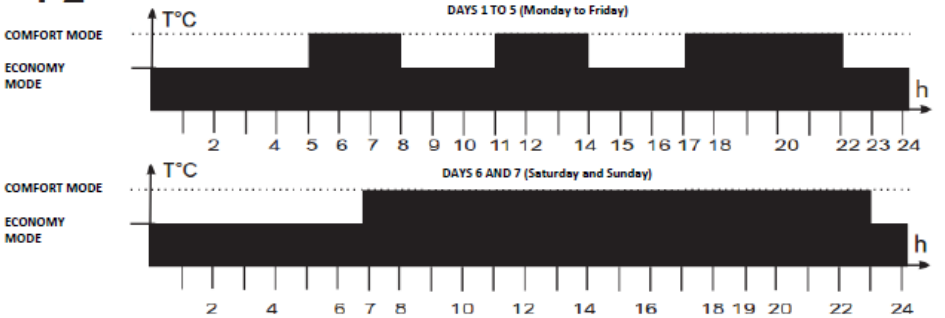 DAYS 1 TO 5 (Monday to Friday)
T°C
COMFORT MODE
ECONOMY
MODE
h
2 4 5 6 7 8 9 10 11 12 14 15 16 17 18 20 22 23 24
DAYS 6 AND 7 (Saturday and Sunday)
T°C
COMFORT MODE
ECONOMY
MODE
h
2 4 6 7 8 10 12 14 16 18 19 20 22 24